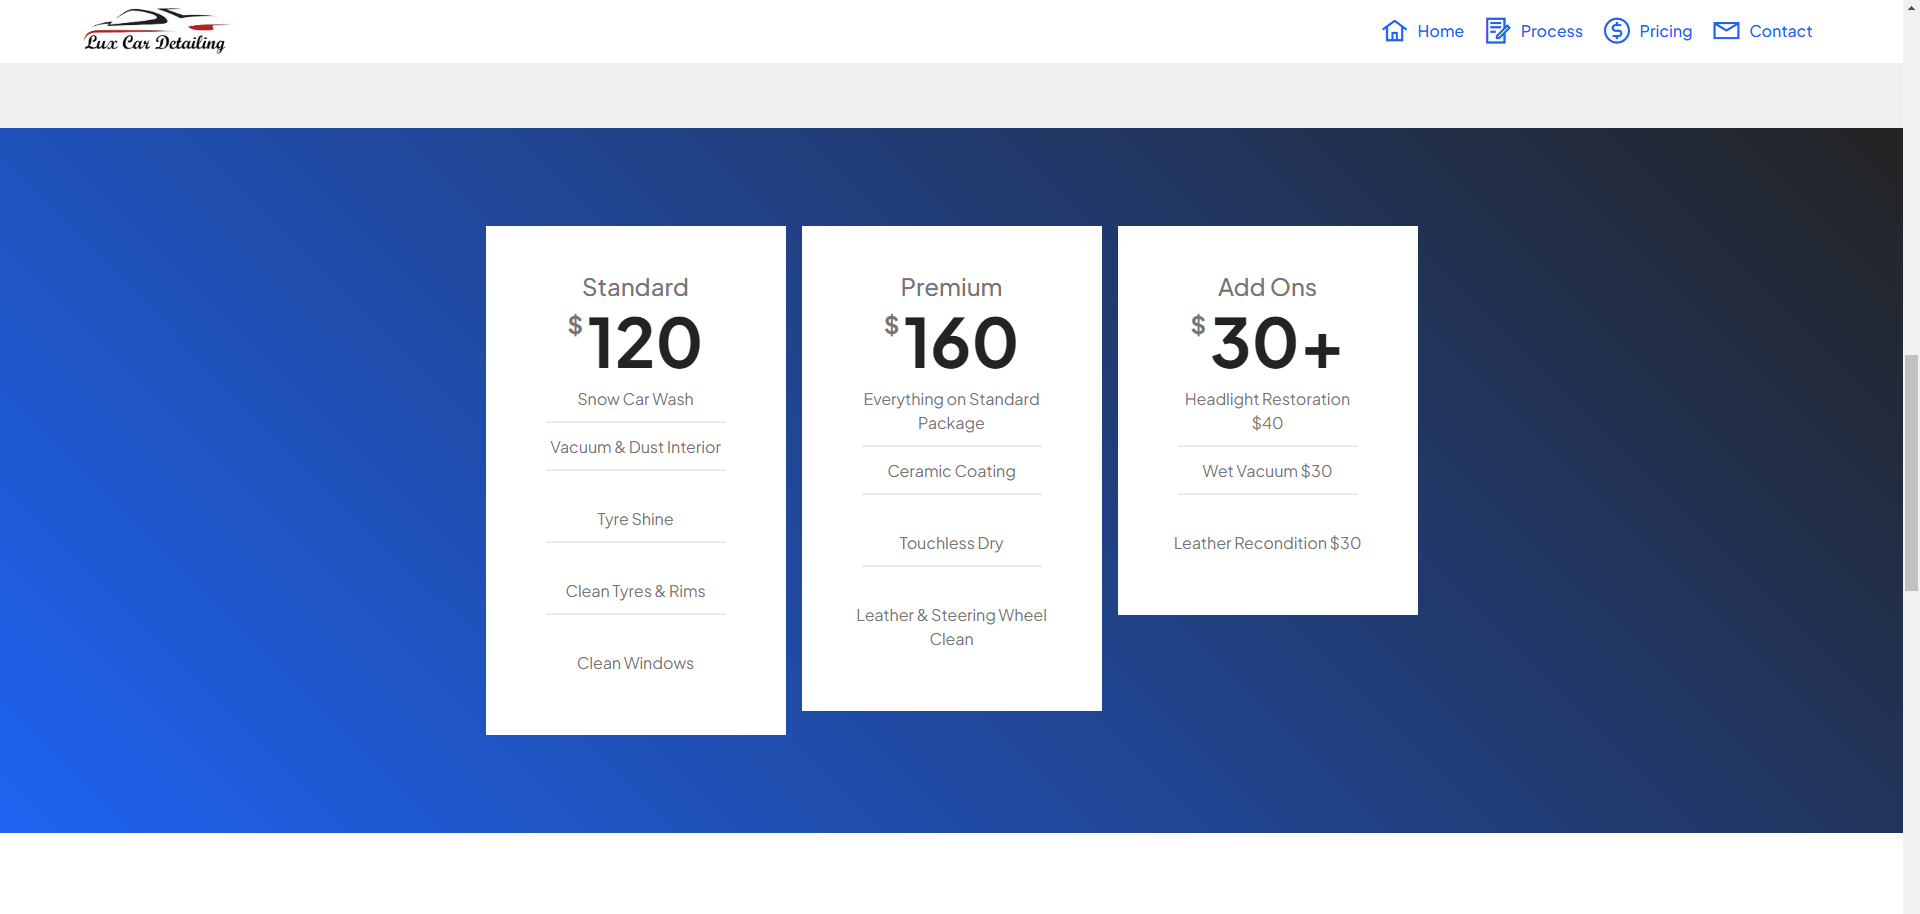 Lux Car Detailing
Home
Process
Pricing
Contact
Standard
$120
Snow Car Wash
Vacuum & Dust Interior
Tyre Shine
Clean Tyres & Rims
Clean Windows
Premium
$160
Everything on Standard
Package
Ceramic Coating
Touchless Dry
Leather & Steering Wheel
Clean
Add Ons
$30+
Headlight Restoration
$40
Wet Vacuum $30
Leather Recondition $30